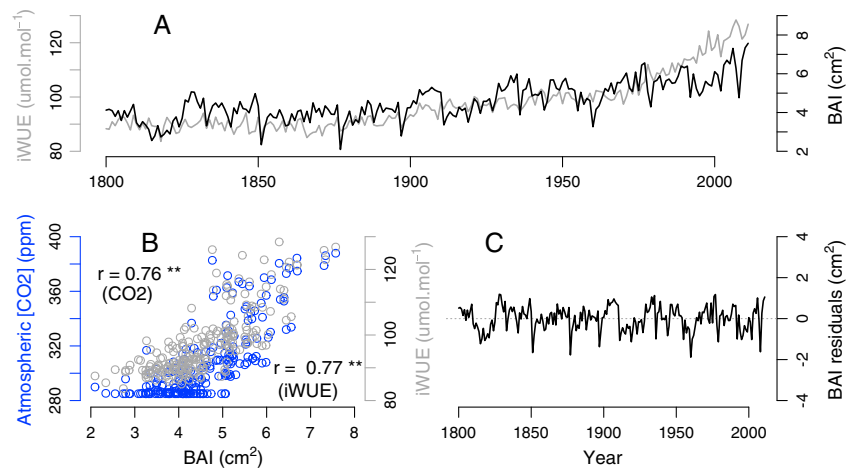 A
iWUE (umol.mol⁻¹)
80 100 120
BAI (cm²)
2 4 6 8
1800 1850 1900 1950 2000
B
Atmospheric [CO2] (ppm)
280 320 360 400
r = 0.76 **
(CO2)
r = 0.77 **
(iWUE)
iWUE (umol.mol⁻¹)
80 100 120
2 3 4 5 6 7 8
BAI (cm²)
C
BAI residuals (cm²)
-4 -2 0 2 4
1800 1850 1900 1950 2000
Year